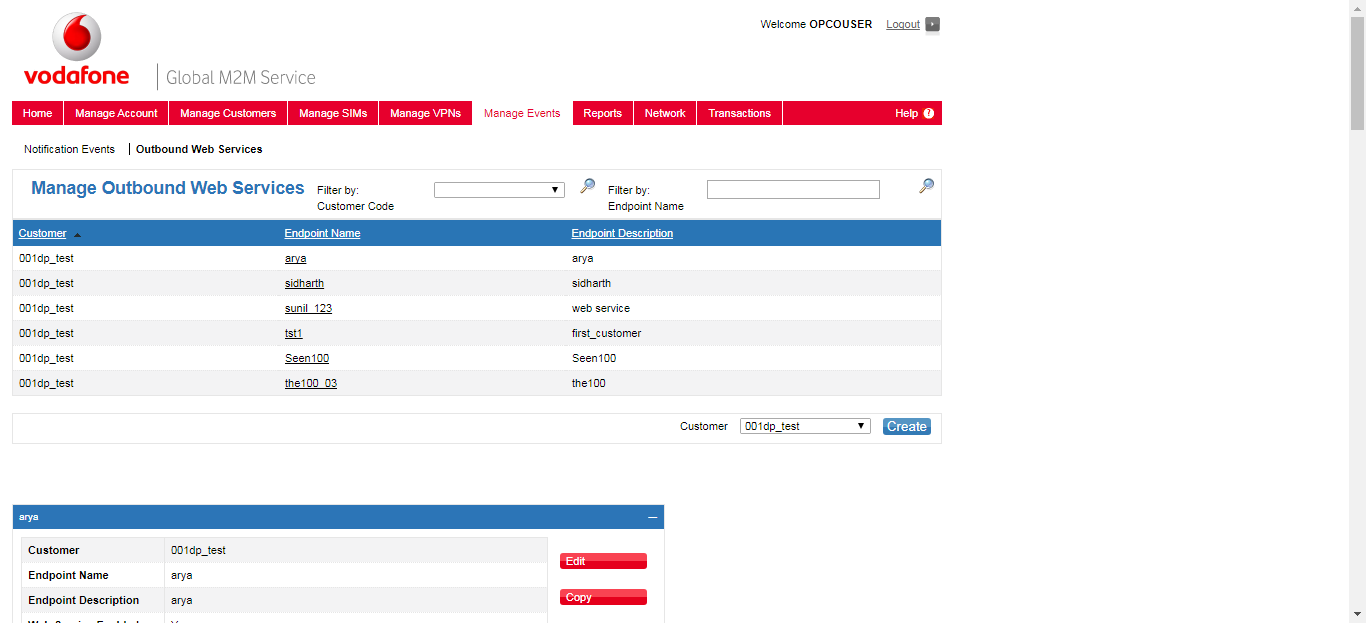 Welcome OPCOUSER Logout
vodafone
Global M2M Service
Home Manage Account Manage Customers Manage SIMs Manage VPNs Manage Events Reports Network Transactions Help ?
Notification Events | Outbound Web Services
Manage Outbound Web Services Filter by: Customer Code Filter by: Endpoint Name
Customer Endpoint Name Endpoint Description
001dp_test arya arya
001dp_test sidharth sidharth
001dp_test sunil_123 web service
001dp_test tst1 first_customer
001dp_test Seen100 Seen100
001dp_test the100_03 the100
Customer 001dp_test Create
arya
Customer 001dp_test
Edit
Endpoint Name arya
Copy
Endpoint Description arya